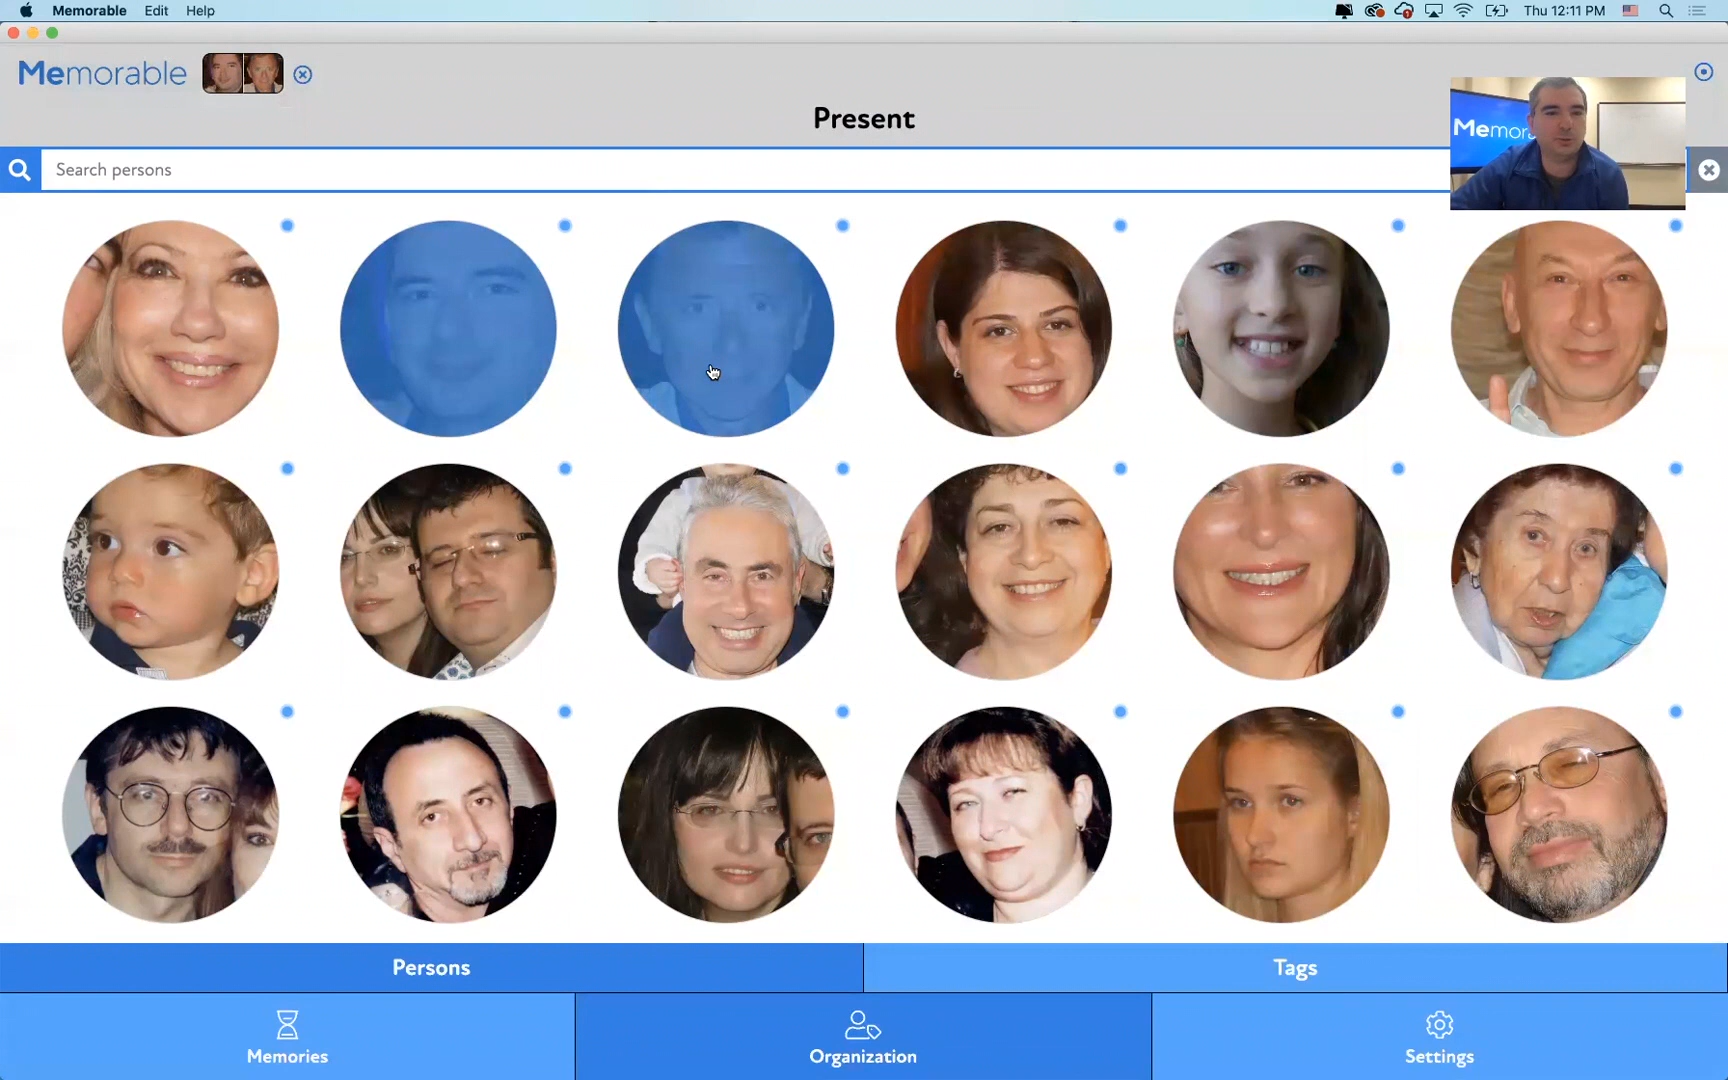 Memorable Edit Help
Thu 12:11 PM
Memorable
Present
Memor
Search persons
Persons
Tags
Memories
Organization
Settings